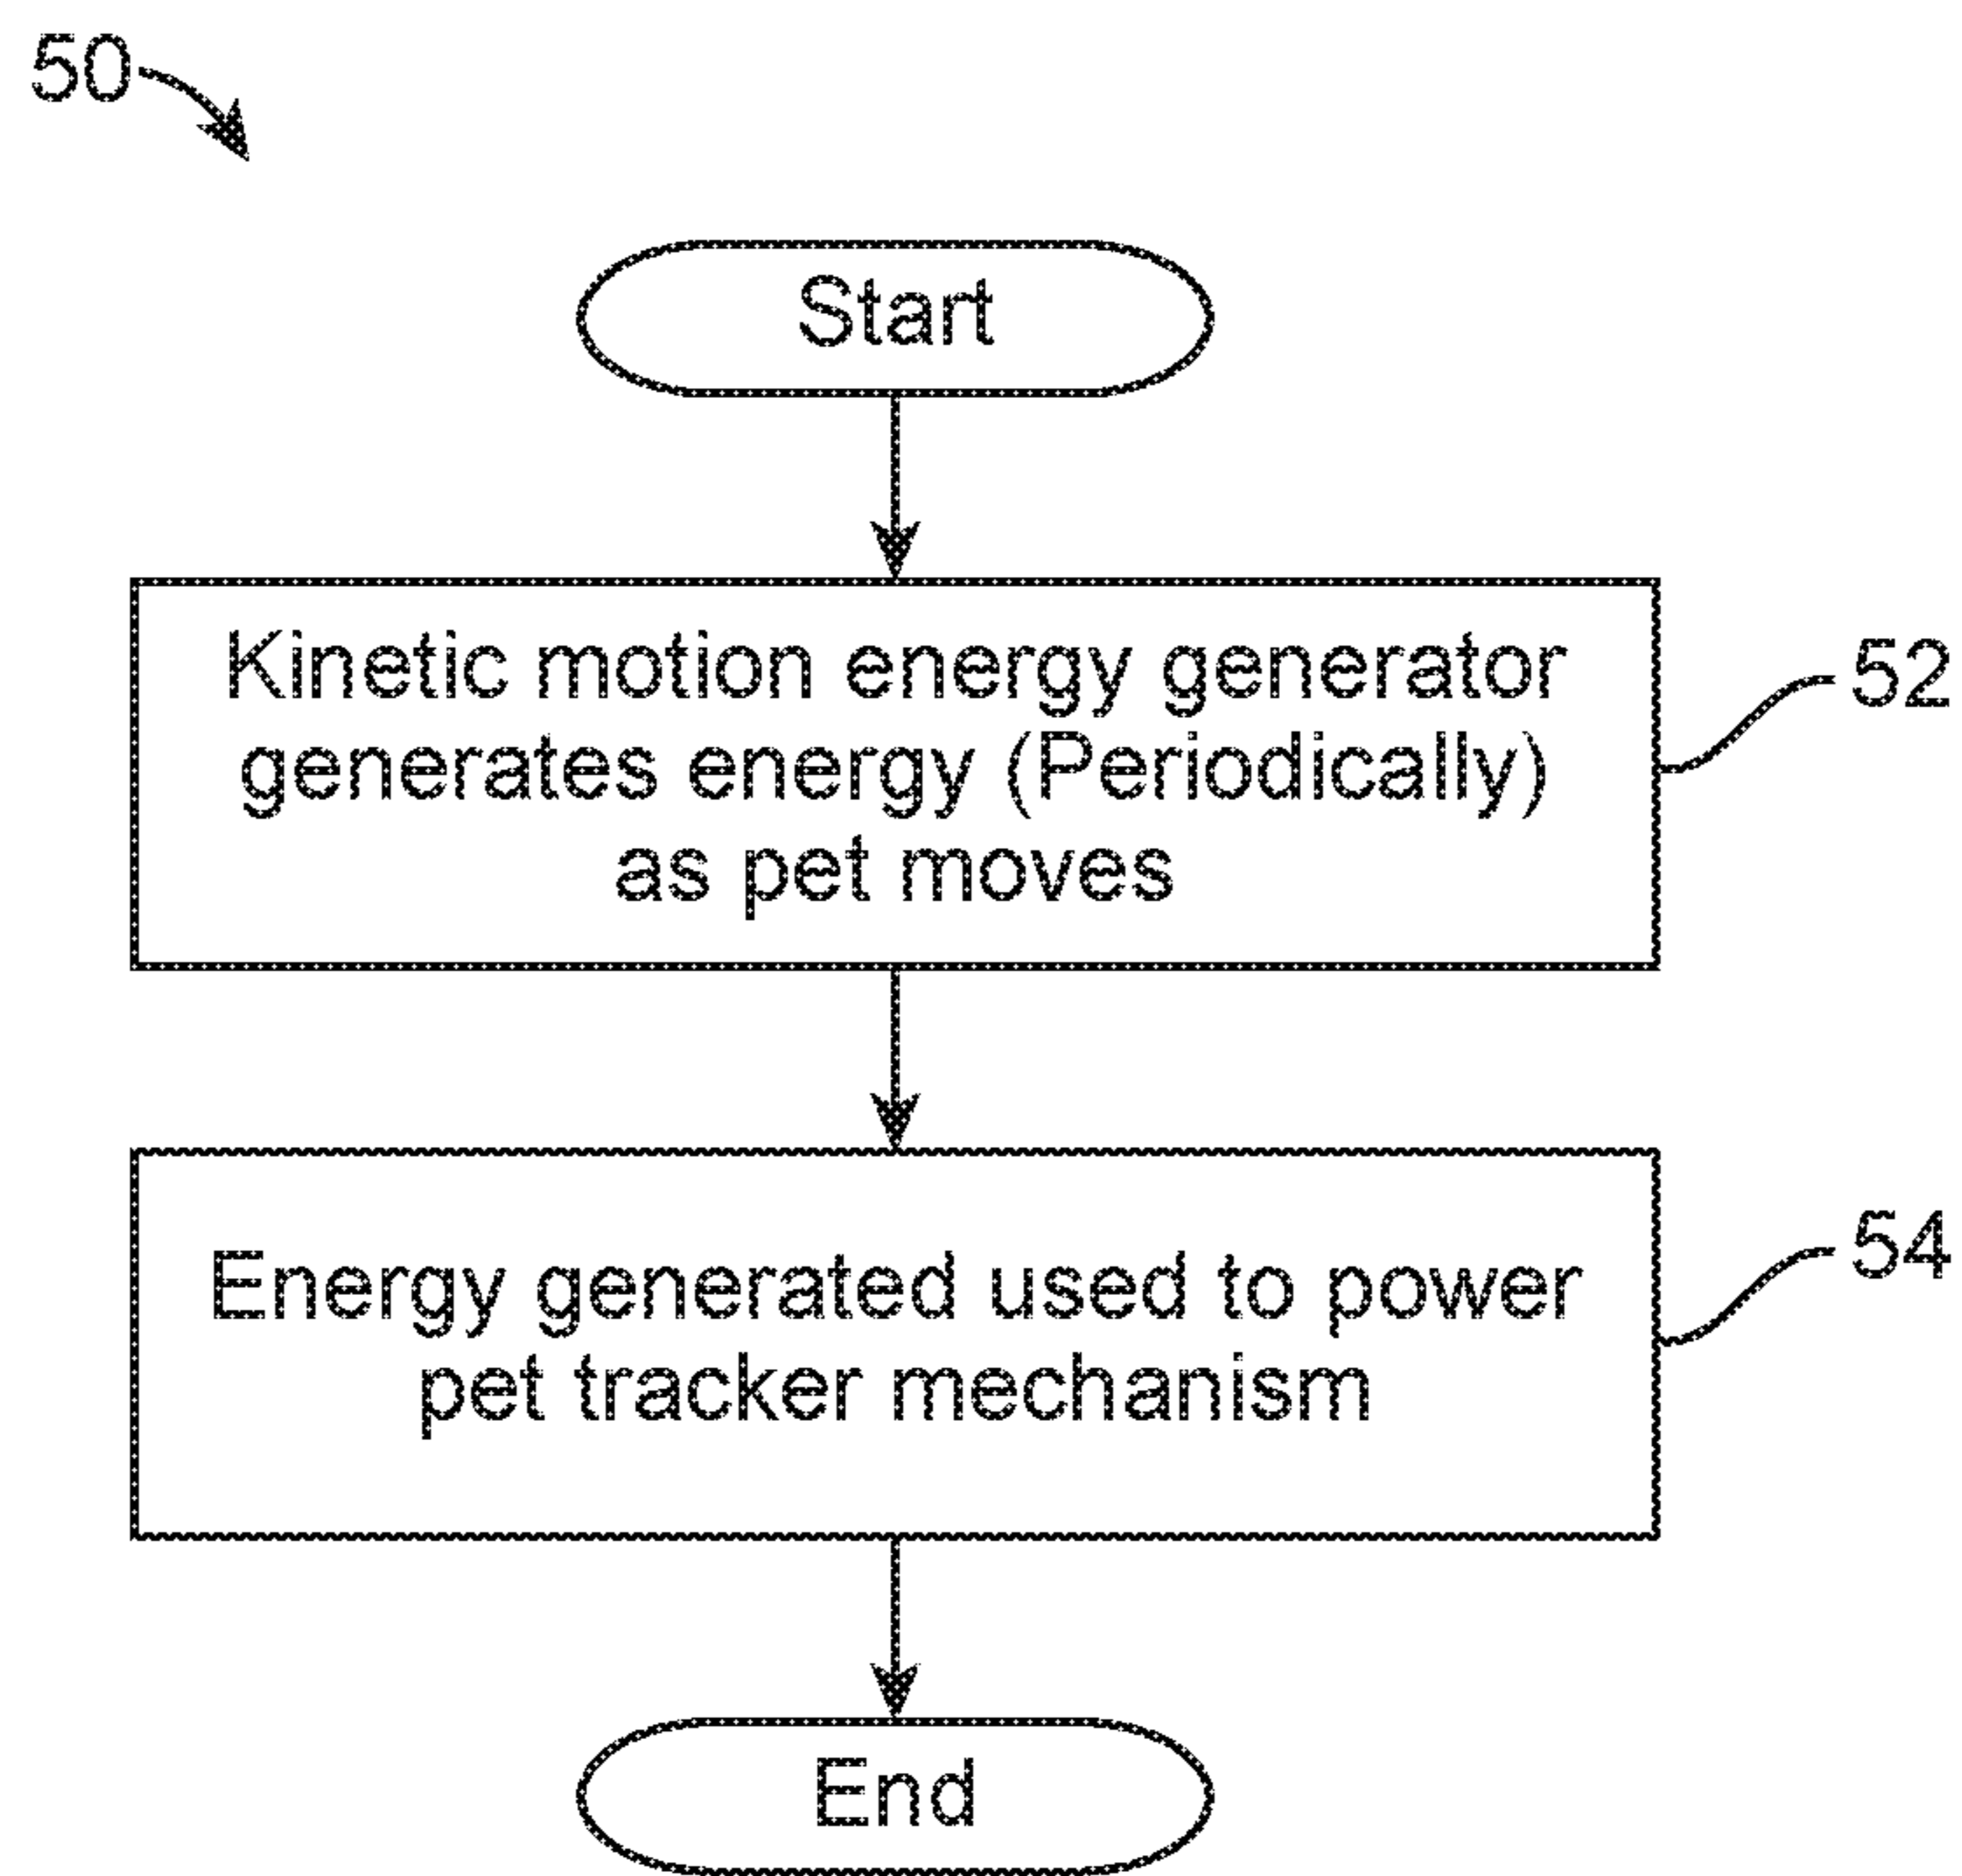 50
Start
Kinetic motion energy generator
generates energy (Periodically)
as pet moves
52
Energy generated used to power
pet tracker mechanism
54
End